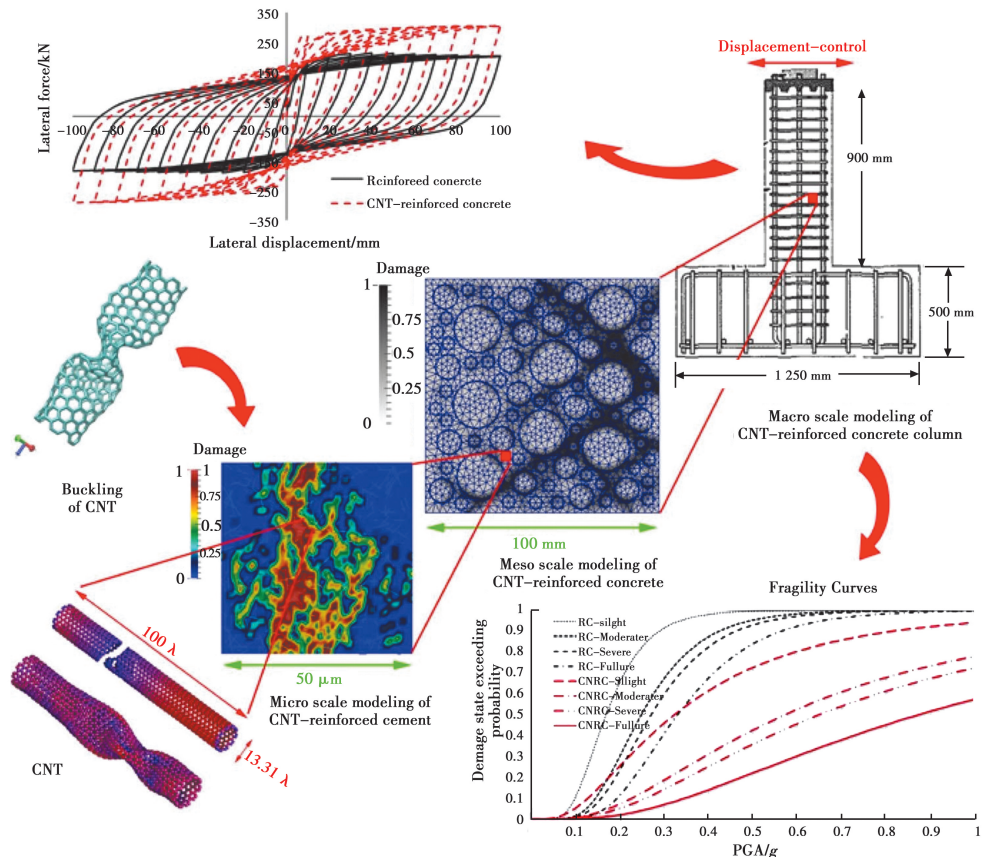 350
250
150
50
-50
-150
-250
-350
Lateral force/kN
-100 -80 -60 -40 -20 0 20 40 60 80 100
Rcinforeed conercte
CNT-reinforced concrete
Lateral displacement/mm
Displacement-control
900 mm
500 mm
1 250 mm
Macro scale modeling of
CNT-reinforced concrete column
Damage
1
0.75
0.5
0.25
0
100 mm
Meso scale modeling of
CNT-reinforced concrete
Buckling
of CNT
Damage
1 1
0.75
0.5
0.25
0
50 μm
Micro scale modeling of
CNT-reinforced cement
100 λ
13.31 λ
CNT
Fragility Curves
Demage state exceeding
probability
1
0.9
0.8
0.7
0.6
0.5
0.4
0.3
0.2
0.1
0
RC-silght
RC-Moderater
RC-Severe
RC-Fullure
CNRC-Sllight
CNRC-Moderater
CNRC-Severe
CNRC-Fullure
0.1 0.2 0.3 0.4 0.5 0.6 0.7 0.8 0.9 1
PGA/g